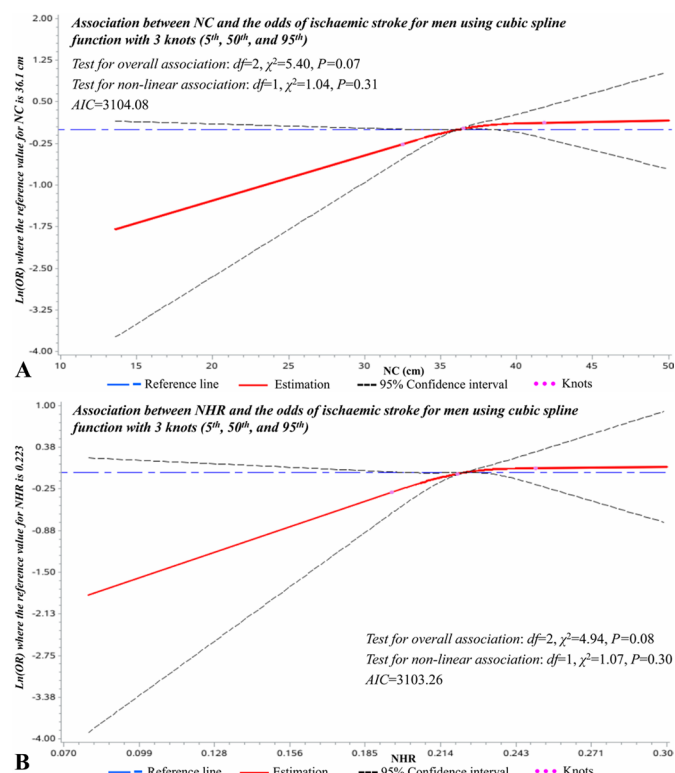 Association between NC and the odds of ischaemic stroke for men using cubic spline
function with 3 knots (5th, 50th, and 95th)
Test for overall association: df=2, χ²=5.40, P=0.07
Test for non-linear association: df=1, χ²=1.04, P=0.31
AIC=3104.08
Ln(OR) where the reference value for NC is 36.1 cm
2.00
1.25
0.50
-0.25
-1.00
-1.75
-2.50
-3.25
-4.00
10 15 20 25 30 35 40 45 50
A
NC (cm)
Reference line Estimation 95% Confidence interval Knots
Association between NHR and the odds of ischaemic stroke for men using cubic spline
function with 3 knots (5th, 50th, and 95th)
Ln(OR) where the reference value for NHR is 0.223
1.00
0.38
-0.25
-0.88
-1.50
-2.13
-2.75
-3.38
-4.00
Test for overall association: df=2, χ²=4.94, P=0.08
Test for non-linear association: df=1, χ²=1.07, P=0.30
AIC=3103.26
0.070 0.099 0.128 0.156 0.185 0.214 0.243 0.271 0.300
B
NHR
Reference line Estimation 95% Confidence interval Knots